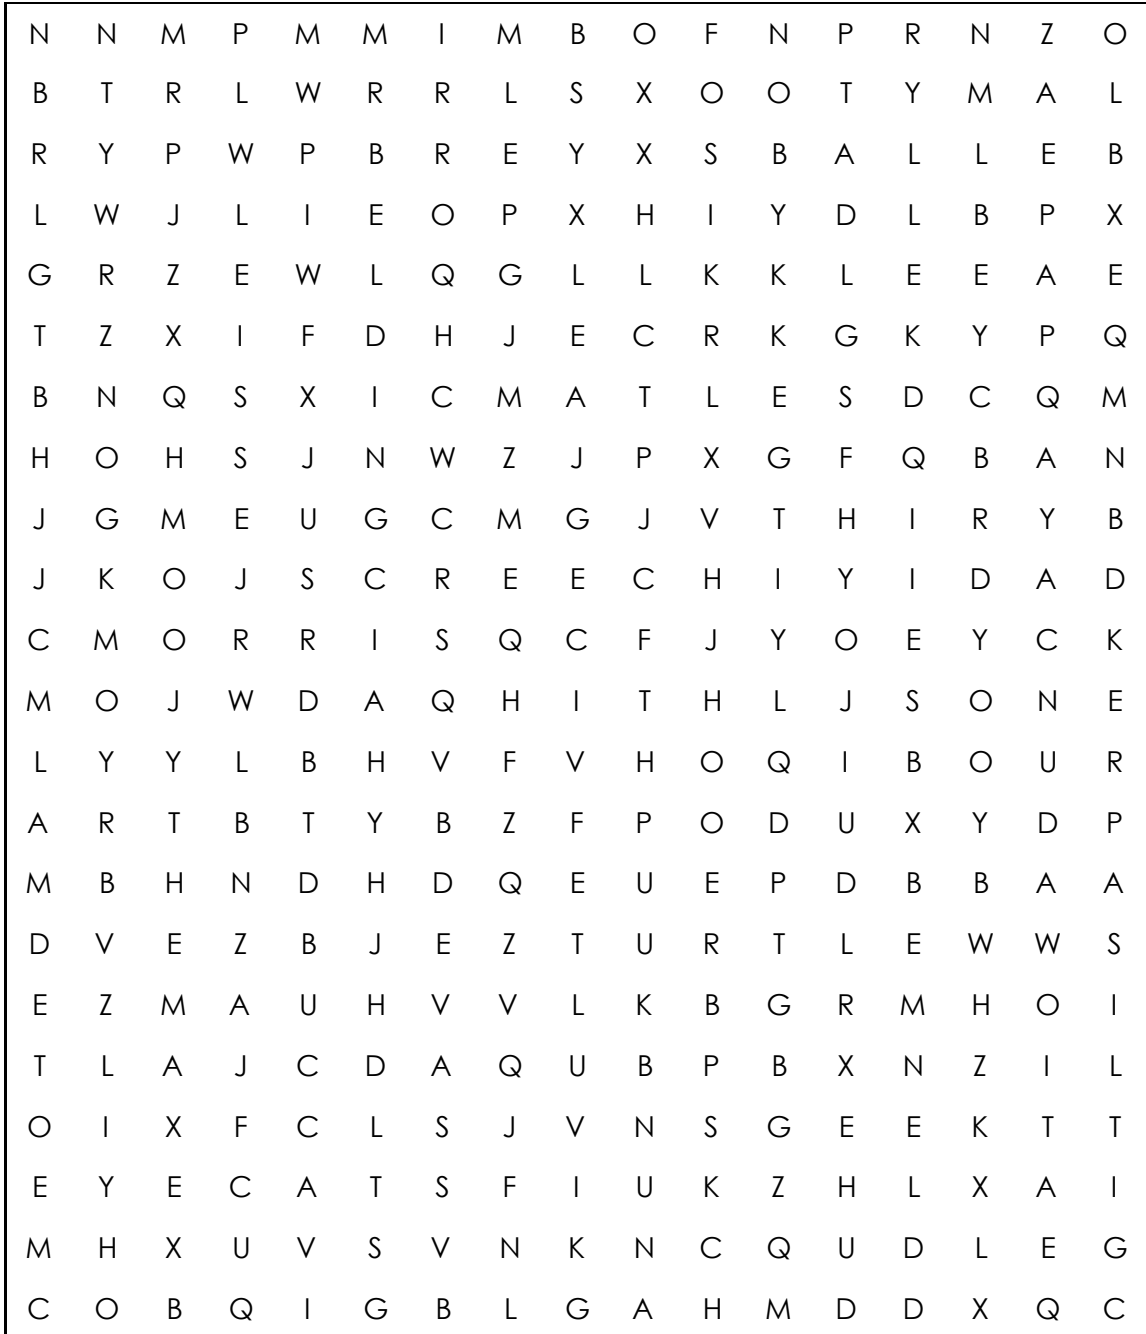 N N M P M M I M B O F N P R N Z O
B T R L W R R L S X O O T Y M A L
R Y P W P B R E Y X S B A L L E B
L W J L I E O P X H I Y D L B P X
G R Z E W L Q G L L K K L E E A E
T Z X I F D H J E C R K G K Y P Q
B N Q S X I C M A T L E S D C Q M
H O H S J N W Z J P X G F Q B A N
J G M E U G C M G J V T H I R Y B
J K O J S C R E E C H I Y I D A D
C M O R R I S Q C F J Y O E Y C K
M O J W D A Q H I T H L J S O N E
L Y Y L B H V F V H O Q I B O U R
A R T B T Y B Z F P O D U X Y D P
M B H N D H D Q E U E P D B B A A
D V E Z B J E Z T U R T L E W W S
E Z M A U H V V L K B G R M H O I
T L A J C D A Q U B P B X N Z I L
O I X F C L S J V N S G E E K T T
E Y E C A T S F I U K Z H L X A I
M H X U V S V N K N C Q U D L E G
C O B Q I G B L G A H M D D X Q C